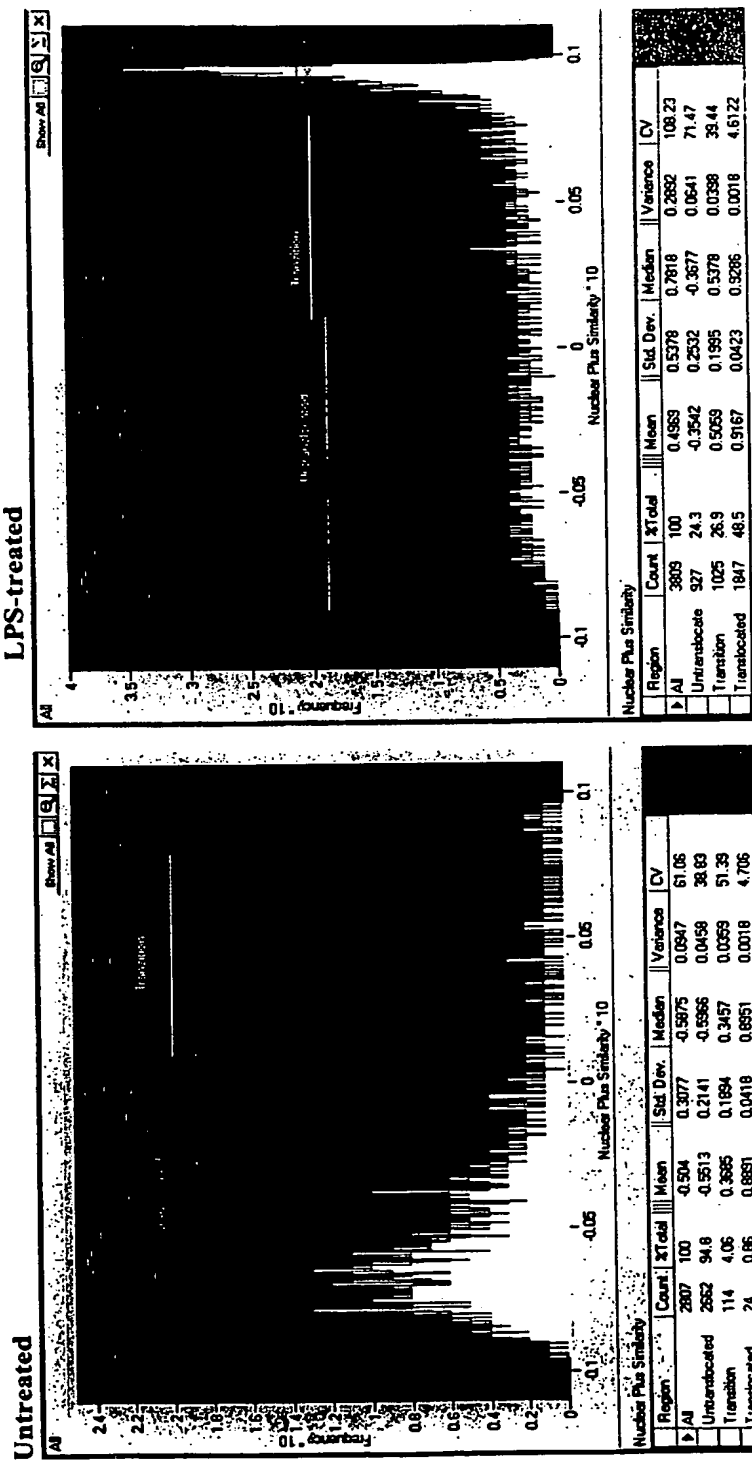 Untreated
Show All
All
2.4
2.2
2
1.8
1.6
1.4
1.2
1
0.8
0.6
0.4
0.2
0
Frequency * 10
Transition
-0.1
-0.05
0
0.05
0.1
Nuclear Plus Similarity * 10
Nuclear Plus Similarity
Region Count %Total Mean Std. Dev. Median Variance CV
All 2807 100 -0.504 0.3077 -0.5875 0.0947 61.06
Untranslocated 2662 94.8 -0.5513 0.2141 -0.5966 0.0458 38.83
Transition 114 4.06 0.3685 0.1894 0.3457 0.0359 51.39
Translocated 24 0.86 0.8891 0.0418 0.8951 0.0018 4.706
LPS-treated
Show All
All
4
3.5
3
2.5
2
1.5
1
0.5
0
Frequency * 10
Untranslocated
Transition
-0.1
-0.05
0
0.05
0.1
Nuclear Plus Similarity * 10
Nuclear Plus Similarity
Region Count %Total Mean Std. Dev. Median Variance CV
All 3809 100 0.4969 0.5378 0.7818 0.2892 108.23
Untranslocate 927 24.3 -0.3542 0.2532 -0.3677 0.0641 71.47
Transition 1025 26.9 0.5059 0.1995 0.5378 0.0398 39.44
Translocated 1847 48.5 0.9167 0.0423 0.9286 0.0018 4.6122